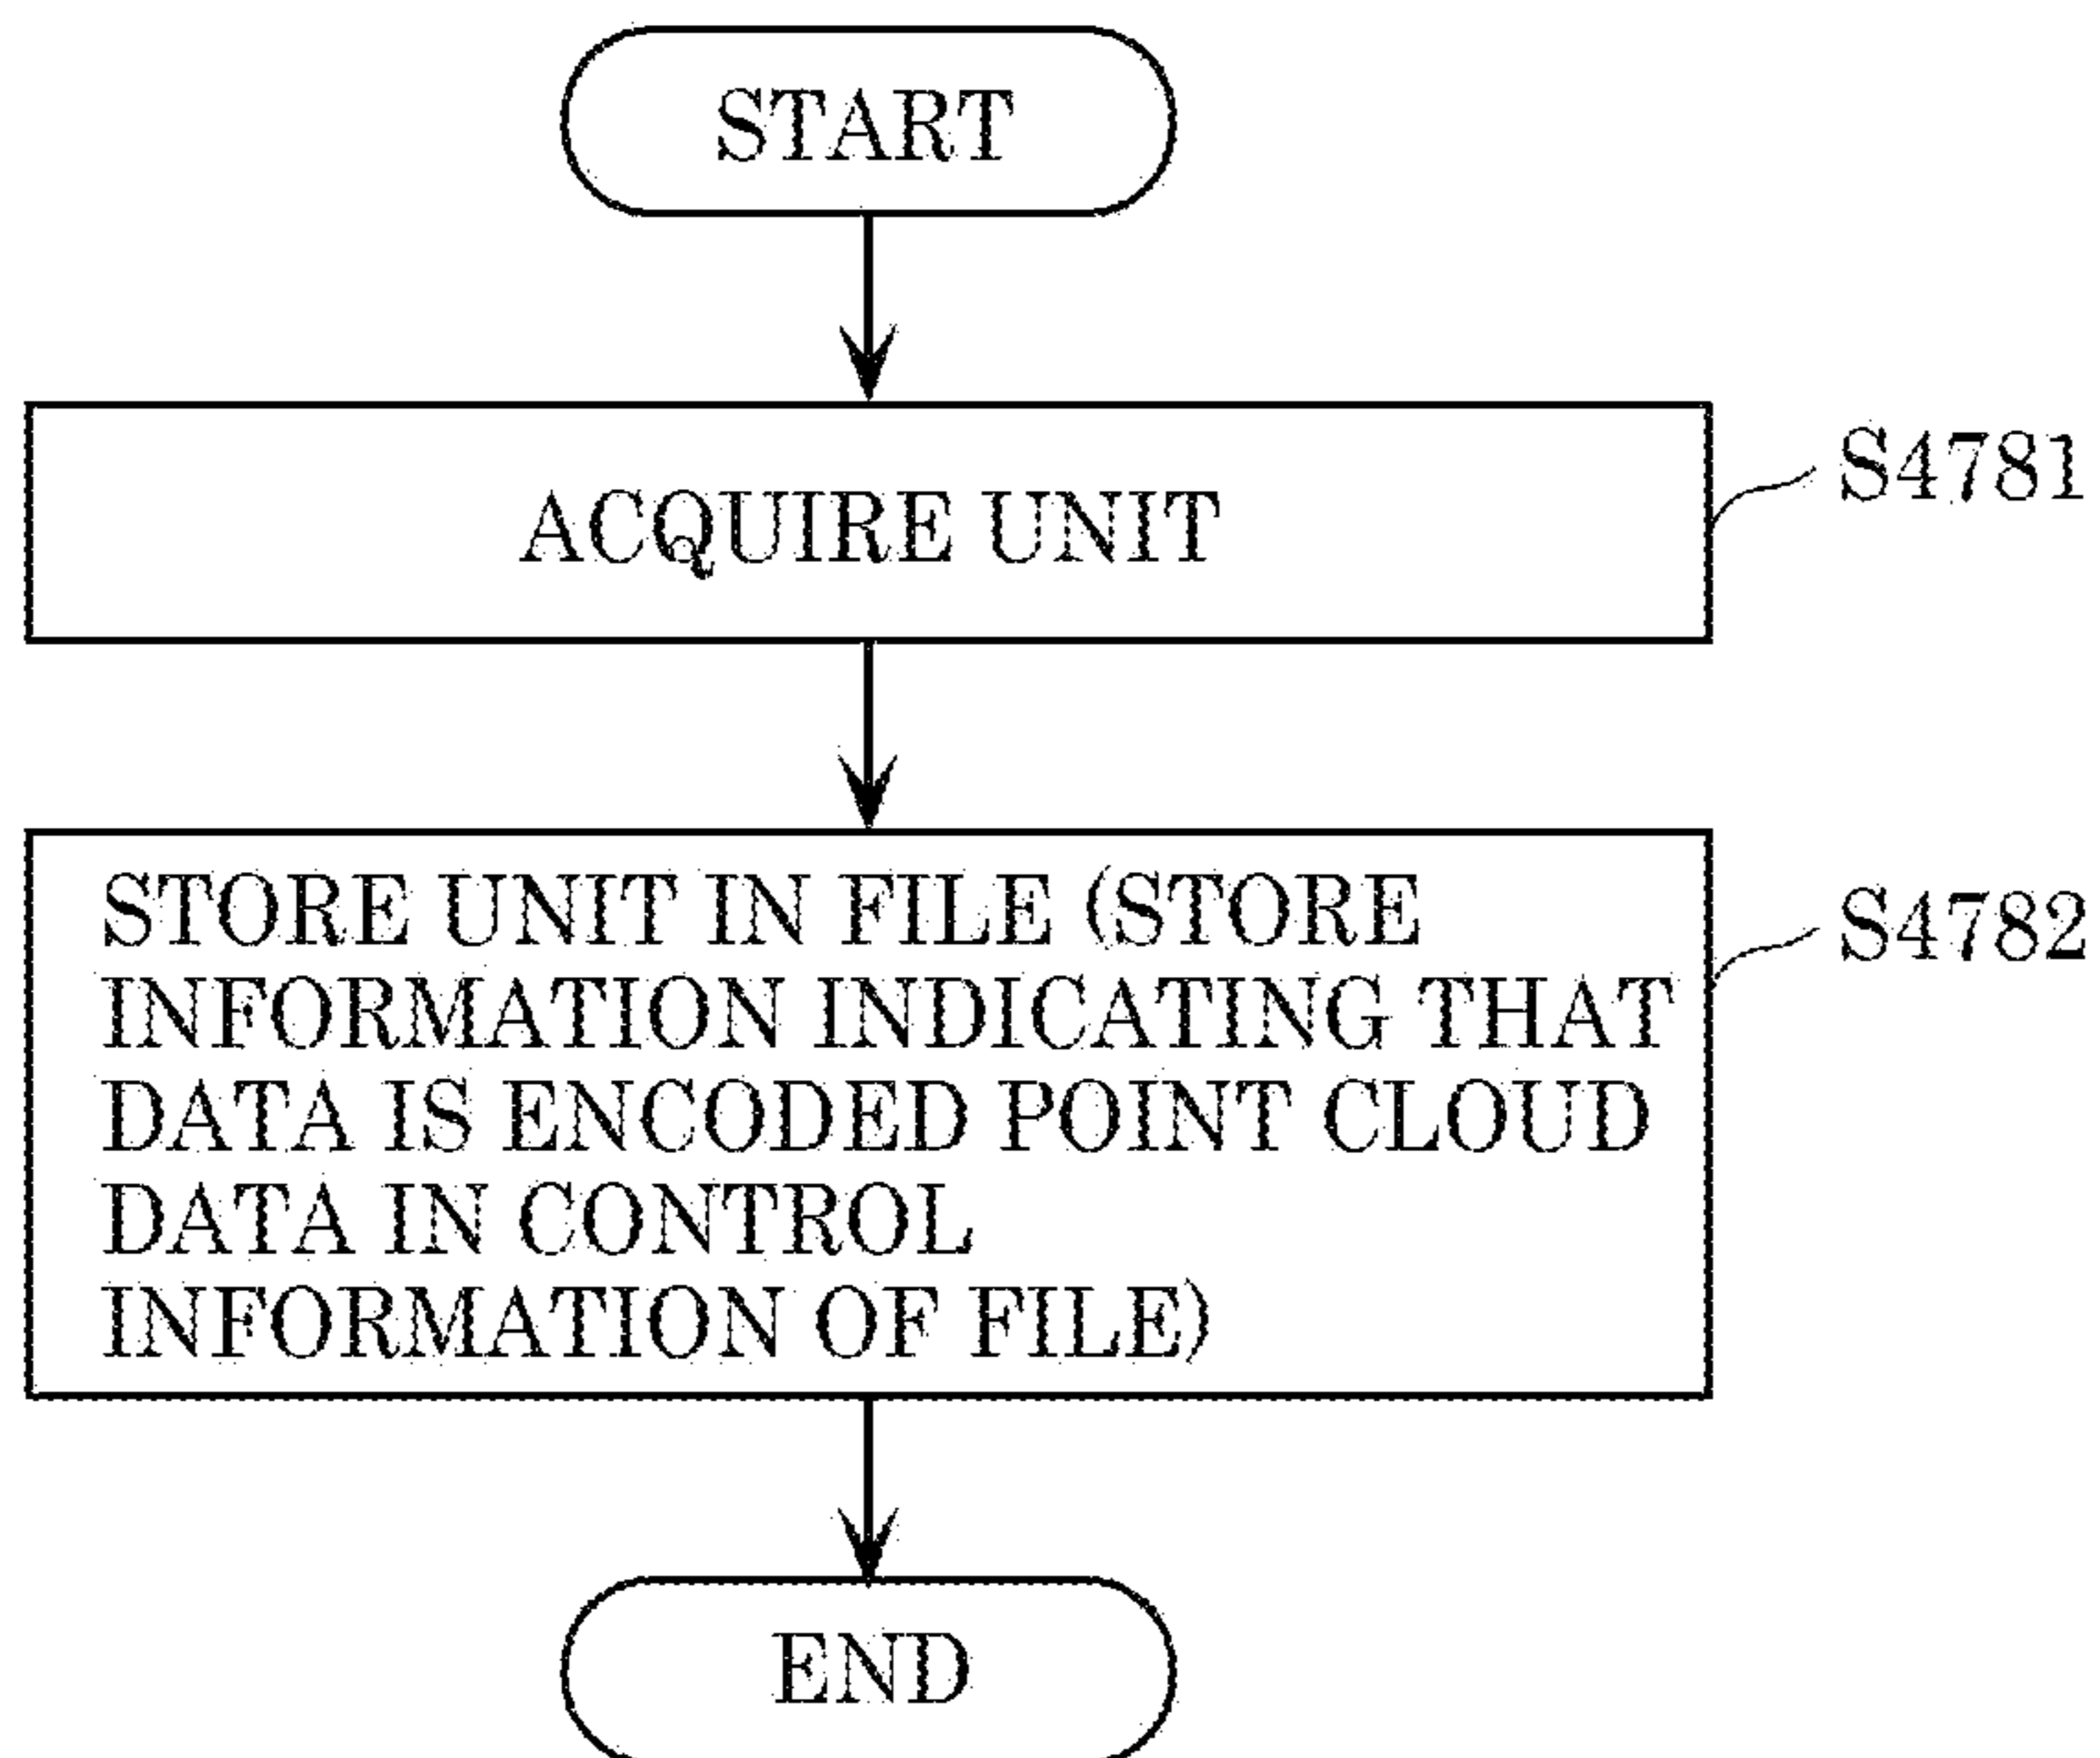 START
ACQUIRE UNIT
S4781
STORE UNIT IN FILE (STORE
INFORMATION INDICATING THAT
DATA IS ENCODED POINT CLOUD
DATA IN CONTROL
INFORMATION OF FILE)
S4782
END